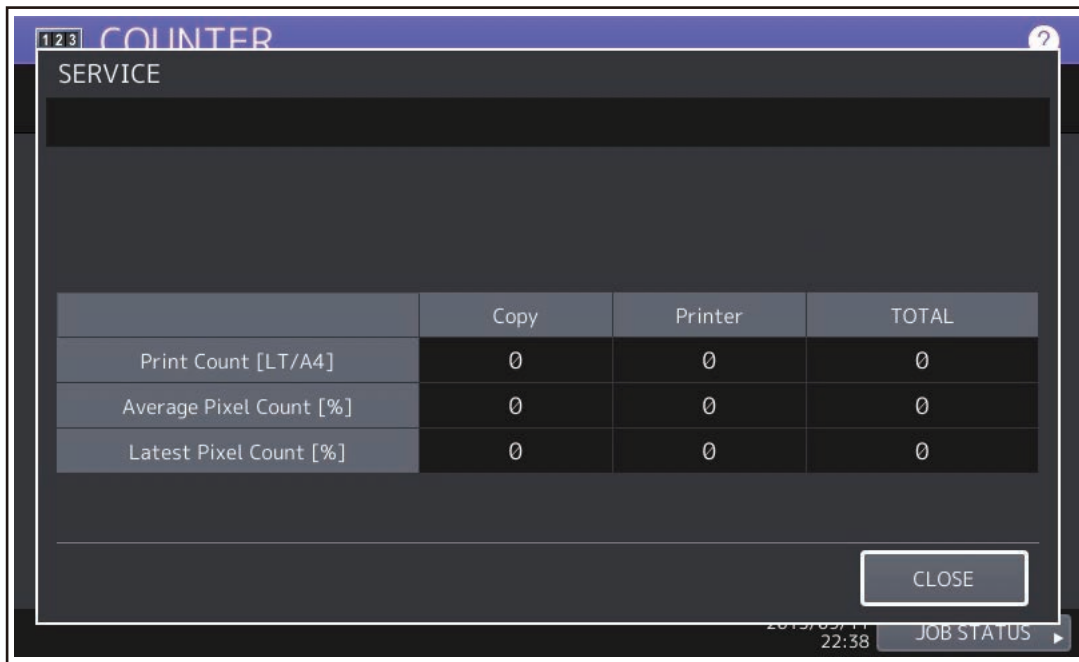 123 COUNTER ?
SERVICE
Copy Printer TOTAL
Print Count [LT/A4] 0 0 0
Average Pixel Count [%] 0 0 0
Latest Pixel Count [%] 0 0 0
CLOSE
22:38 JOB STATUS